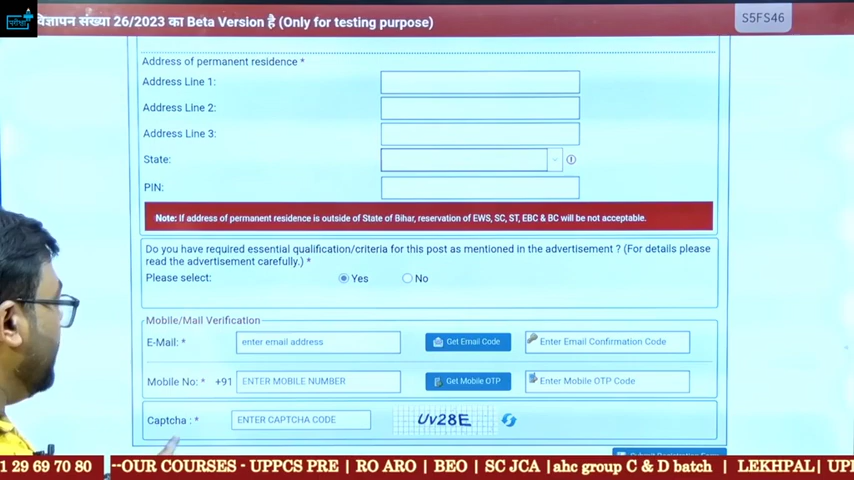 परीक्षा
विज्ञापन संख्या 26/2023 का Beta Version है (Only for testing purpose)
S5FS46
Address of permanent residence *
Address Line 1:
Address Line 2:
Address Line 3:
State:
PIN:
Note: If address of permanent residence is outside of State of Bihar, reservation of EWS, SC, ST, EBC & BC will be not acceptable.
Do you have required essential qualification/criteria for this post as mentioned in the advertisement ? (For details please
read the advertisement carefully.) *
Please select: Yes No
Mobile/Mail Verification
E-Mail: * enter email address Get Email Code Enter Email Confirmation Code
Mobile No: * +91 ENTER MOBILE NUMBER Get Mobile OTP Enter Mobile OTP Code
Captcha : * ENTER CAPTCHA CODE Uv28E
Submit Registration Form
1 29 69 70 80 --OUR COURSES - UPPCS PRE | RO ARO | BEO | SC JCA |ahc group C & D batch | LEKHPAL| UPI